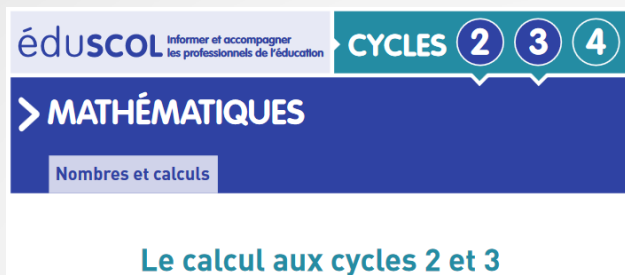 éduscol Informer et accompagner
les professionnels de l'éducation
CYCLES 2 3 4
MATHÉMATIQUES
Nombres et calculs
Le calcul aux cycles 2 et 3